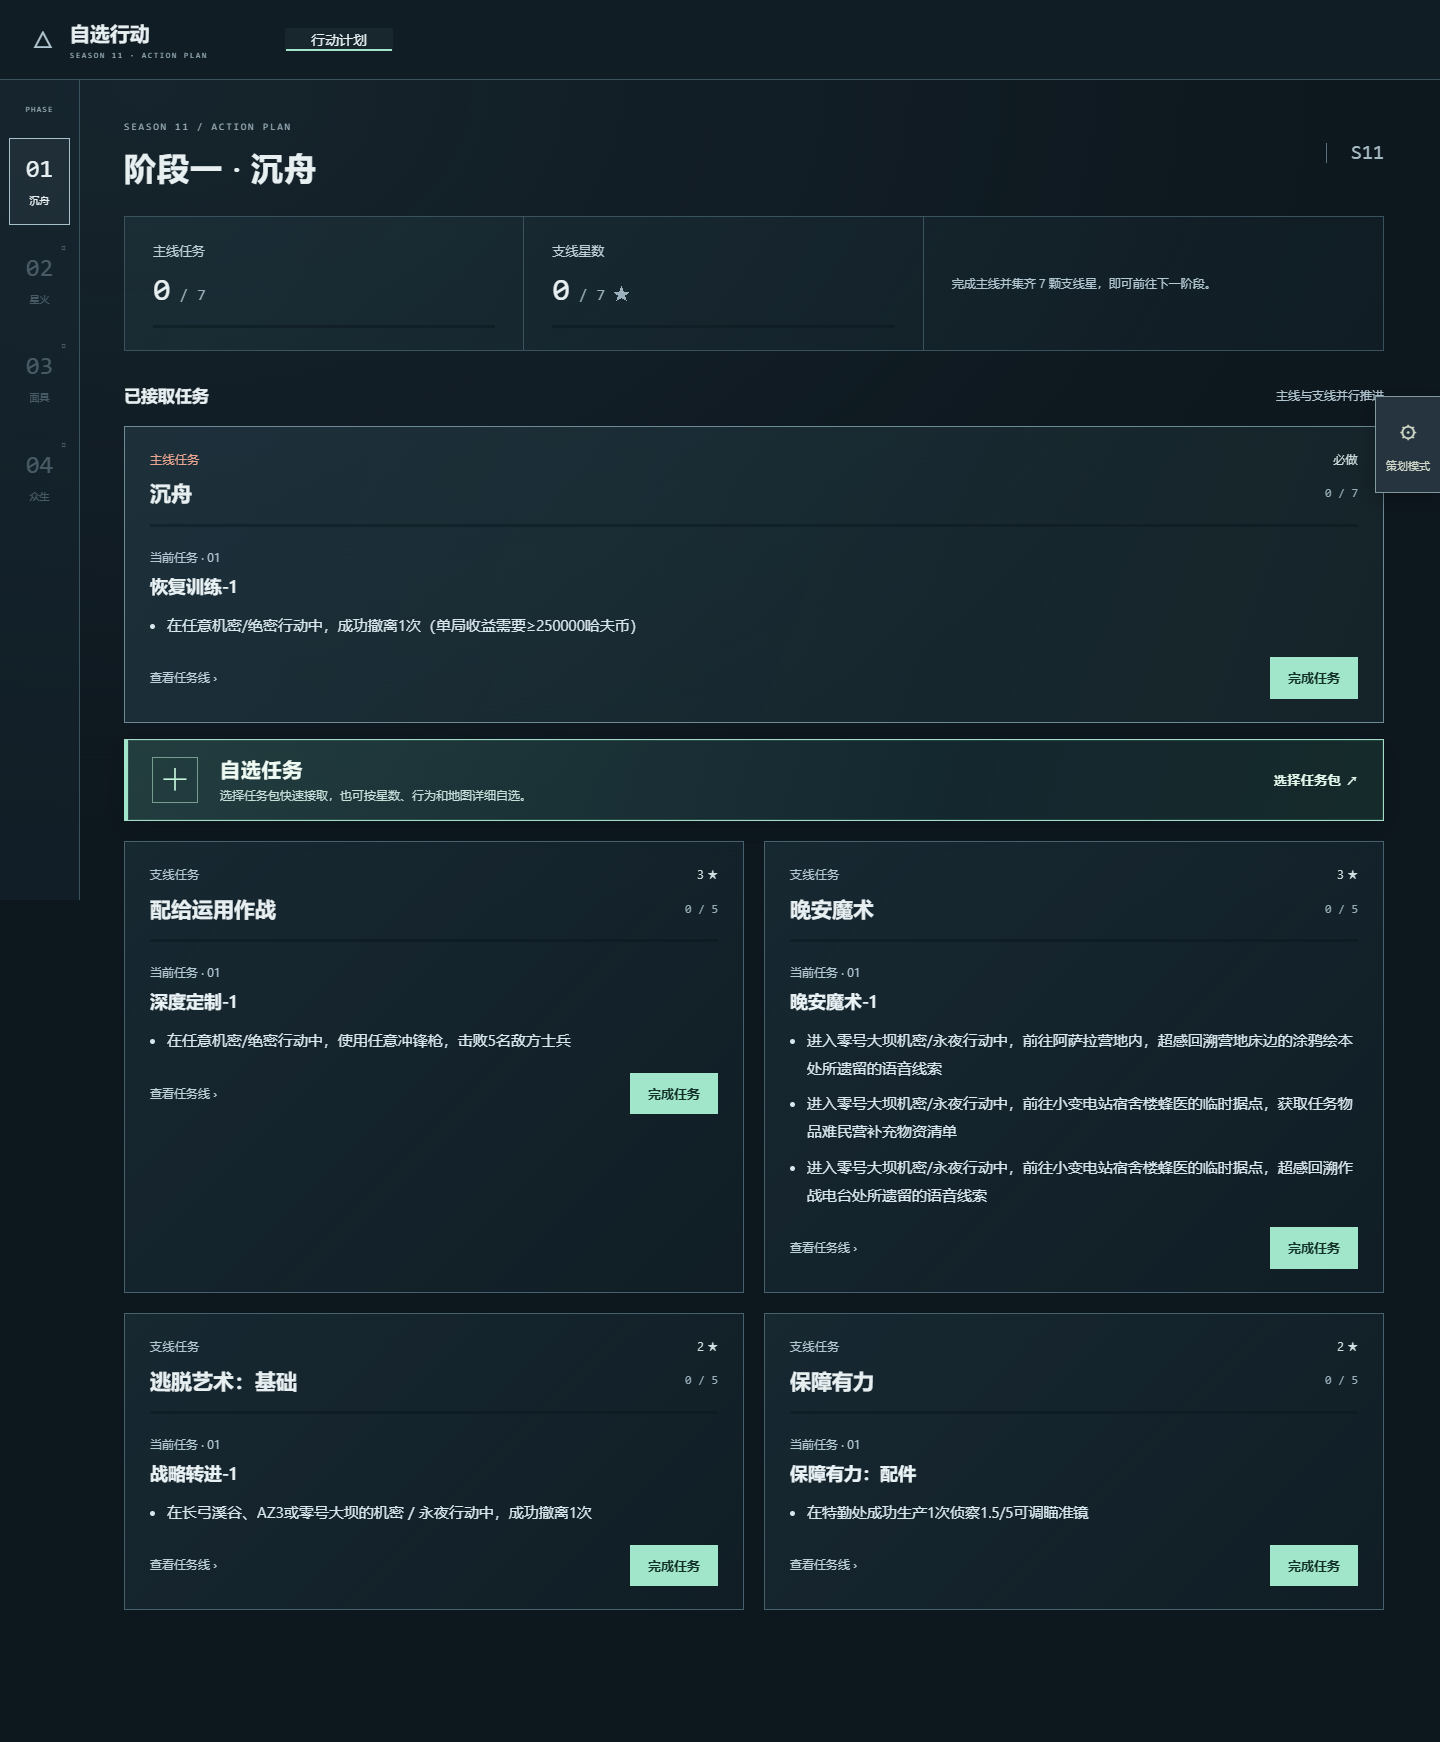 自选行动
SEASON 11 · ACTION PLAN
行动计划
PHASE
01
沉舟
02
星火
03
面具
04
众生
SEASON 11 / ACTION PLAN
阶段一 · 沉舟
S11
主线任务
0 / 7
支线星数
0 / 7 ★
完成主线并集齐 7 颗支线星，即可前往下一阶段。
已接取任务
主线与支线并行推进
策划模式
主线任务
必做
沉舟
0 / 7
当前任务 · 01
恢复训练-1
• 在任意机密/绝密行动中，成功撤离1次（单局收益需要≥250000哈夫币）
查看任务线 ›
完成任务
自选任务
选择任务包快速接取，也可按星数、行为和地图详细自选。
选择任务包 ↗
支线任务
3 ★
配给运用作战
0 / 5
当前任务 · 01
深度定制-1
• 在任意机密/绝密行动中，使用任意冲锋枪，击败5名敌方士兵
查看任务线 ›
完成任务
支线任务
3 ★
晚安魔术
0 / 5
当前任务 · 01
晚安魔术-1
• 进入零号大坝机密/永夜行动中，前往阿萨拉营地内，超感回溯营地床边的涂鸦绘本
处所遗留的语音线索
• 进入零号大坝机密/永夜行动中，前往小变电站宿舍楼蜂医的临时据点，获取任务物
品难民营补充物资清单
• 进入零号大坝机密/永夜行动中，前往小变电站宿舍楼蜂医的临时据点，超感回溯作
战电台处所遗留的语音线索
查看任务线 ›
完成任务
支线任务
2 ★
逃脱艺术：基础
0 / 5
当前任务 · 01
战略转进-1
• 在长弓溪谷、AZ3或零号大坝的机密 / 永夜行动中，成功撤离1次
查看任务线 ›
完成任务
支线任务
2 ★
保障有力
0 / 5
当前任务 · 01
保障有力：配件
• 在特勤处成功生产1次侦察1.5/5可调瞄准镜
查看任务线 ›
完成任务